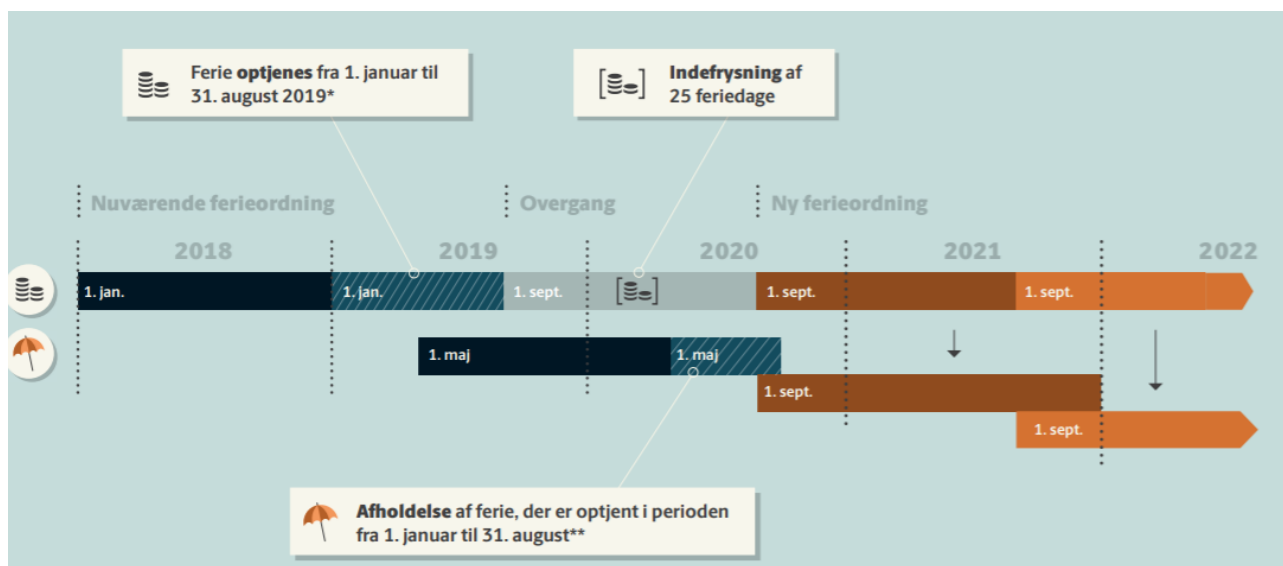 Ferie optjenes fra 1. januar til
31. august 2019*
Indefrysning af
25 feriedage
Nuværende ferieordning
Overgang
Ny ferieordning
2018
2019
2020
2021
2022
1. jan.
1. jan.
1. sept.
1. sept.
1. sept.
1. maj
1. maj
1. sept.
1. sept.
Afholdelse af ferie, der er optjent i perioden
fra 1. januar til 31. august**